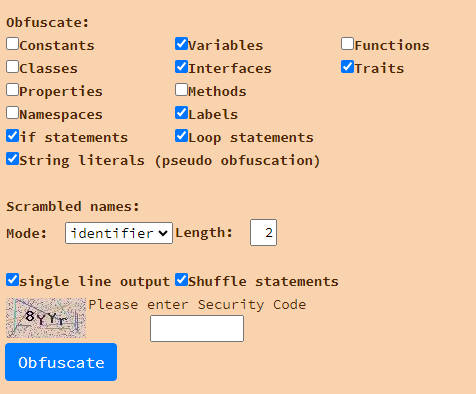 Obfuscate:
Constants Variables Functions
Classes Interfaces Traits
Properties Methods
Namespaces Labels
if statements Loop statements
String literals (pseudo obfuscation)
Scrambled names:
Mode: identifier Length: 2
single line output Shuffle statements
8YYr Please enter Security Code
Obfuscate